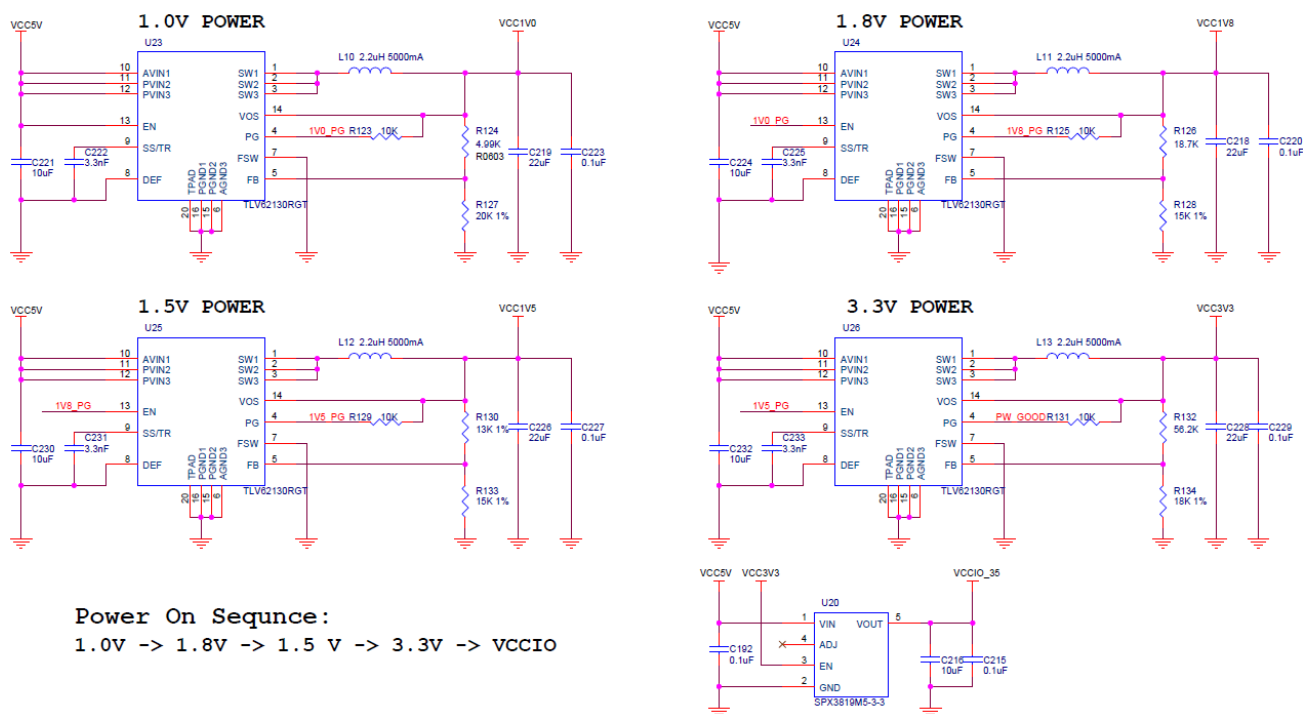 1.0V POWER
VCC5V
VCC1V0
U23
L10 2.2uH 5000mA
10 AVIN1 SW1 1
11 PVIN2 SW2 2
12 PVIN3 SW3 3
VOS 14
13 EN PG 4 1V0_PG R123 10K
9 SS/TR FSW 7
8 DEF FB 5
TPAD PGND1 PGND2 AGND3
20 16 15 6
TLV62130RGT
C221
10uF
C222
3.3nF
R124
4.99K
R0603
R127
20K 1%
C219
22uF
C223
0.1uF
1.8V POWER
VCC5V
VCC1V8
U24
L11 2.2uH 5000mA
10 AVIN1 SW1 1
11 PVIN2 SW2 2
12 PVIN3 SW3 3
VOS 14
1V0_PG 13 EN PG 4 1V8_PG R125 10K
9 SS/TR FSW 7
8 DEF FB 5
TPAD PGND1 PGND2 AGND3
20 16 15 6
TLV62130RGT
C224
10uF
C225
3.3nF
R126
18.7K
R128
15K 1%
C218
22uF
C220
0.1uF
1.5V POWER
VCC5V
VCC1V5
U25
L12 2.2uH 5000mA
10 AVIN1 SW1 1
11 PVIN2 SW2 2
12 PVIN3 SW3 3
VOS 14
1V8_PG 13 EN PG 4 1V5_PG R129 10K
9 SS/TR FSW 7
8 DEF FB 5
TPAD PGND1 PGND2 AGND3
20 16 15 6
TLV62130RGT
C230
10uF
C231
3.3nF
R130
13K 1%
R133
15K 1%
C226
22uF
C227
0.1uF
3.3V POWER
VCC5V
VCC3V3
U26
L13 2.2uH 5000mA
10 AVIN1 SW1 1
11 PVIN2 SW2 2
12 PVIN3 SW3 3
VOS 14
1V5_PG 13 EN PG 4 PW_GOOD R131 10K
9 SS/TR FSW 7
8 DEF FB 5
TPAD PGND1 PGND2 AGND3
20 16 15 6
TLV62130RGT
C232
10uF
C233
3.3nF
R132
56.2K
R134
18K 1%
C228
22uF
C229
0.1uF
Power On Sequnce:
1.0V -> 1.8V -> 1.5 V -> 3.3V -> VCCIO
VCC5V VCC3V3 VCCIO_35
U20
1 VIN VOUT 5
4 ADJ
3 EN
2 GND
SPX3819M5-3-3
C192
0.1uF
C216
10uF
C215
0.1uF